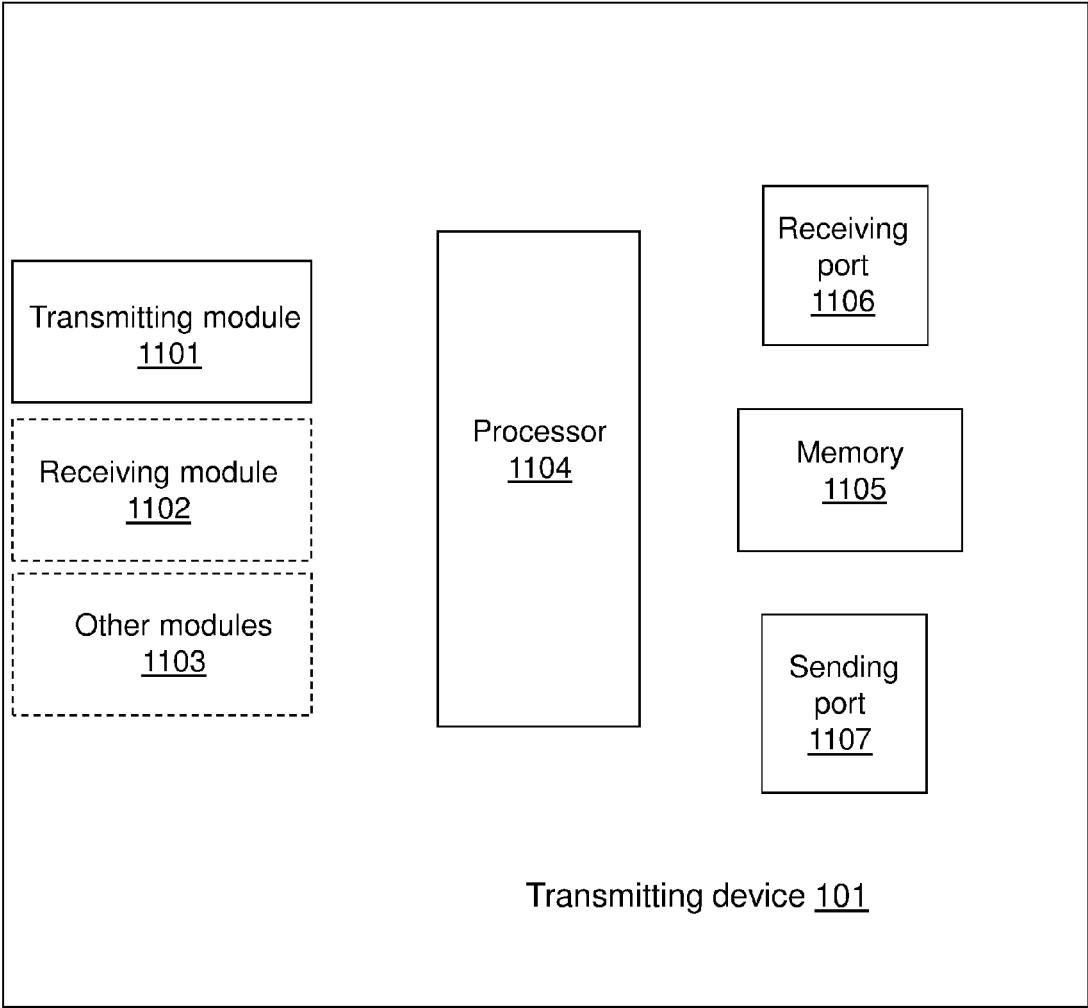 Transmitting module
1101
Receiving module
1102
Other modules
1103
Processor
1104
Receiving
port
1106
Memory
1105
Sending
port
1107
Transmitting device 101